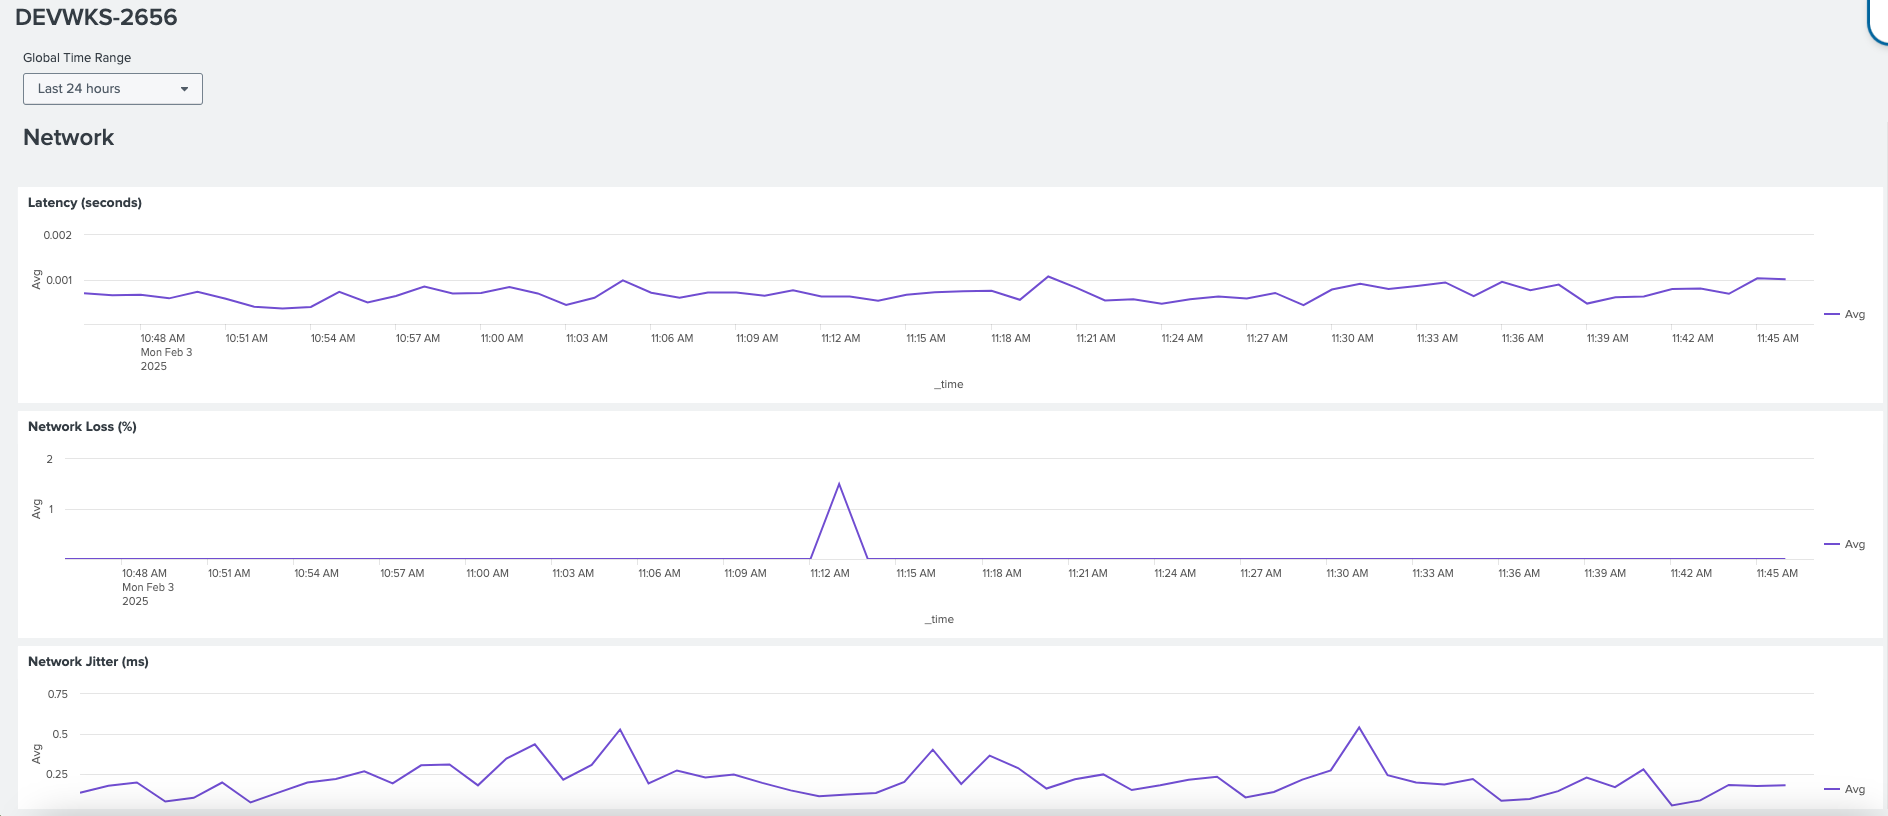 DEVWKS-2656
Global Time Range
Last 24 hours
Network
Latency (seconds)
0.002
0.001
Avg
Avg
10:48 AM 10:51 AM 10:54 AM 10:57 AM 11:00 AM 11:03 AM 11:06 AM 11:09 AM 11:12 AM 11:15 AM 11:18 AM 11:21 AM 11:24 AM 11:27 AM 11:30 AM 11:33 AM 11:36 AM 11:39 AM 11:42 AM 11:45 AM
Mon Feb 3
2025
_time
Network Loss (%)
2
1
Avg
Avg
10:48 AM 10:51 AM 10:54 AM 10:57 AM 11:00 AM 11:03 AM 11:06 AM 11:09 AM 11:12 AM 11:15 AM 11:18 AM 11:21 AM 11:24 AM 11:27 AM 11:30 AM 11:33 AM 11:36 AM 11:39 AM 11:42 AM 11:45 AM
Mon Feb 3
2025
_time
Network Jitter (ms)
0.75
0.5
0.25
Avg
Avg